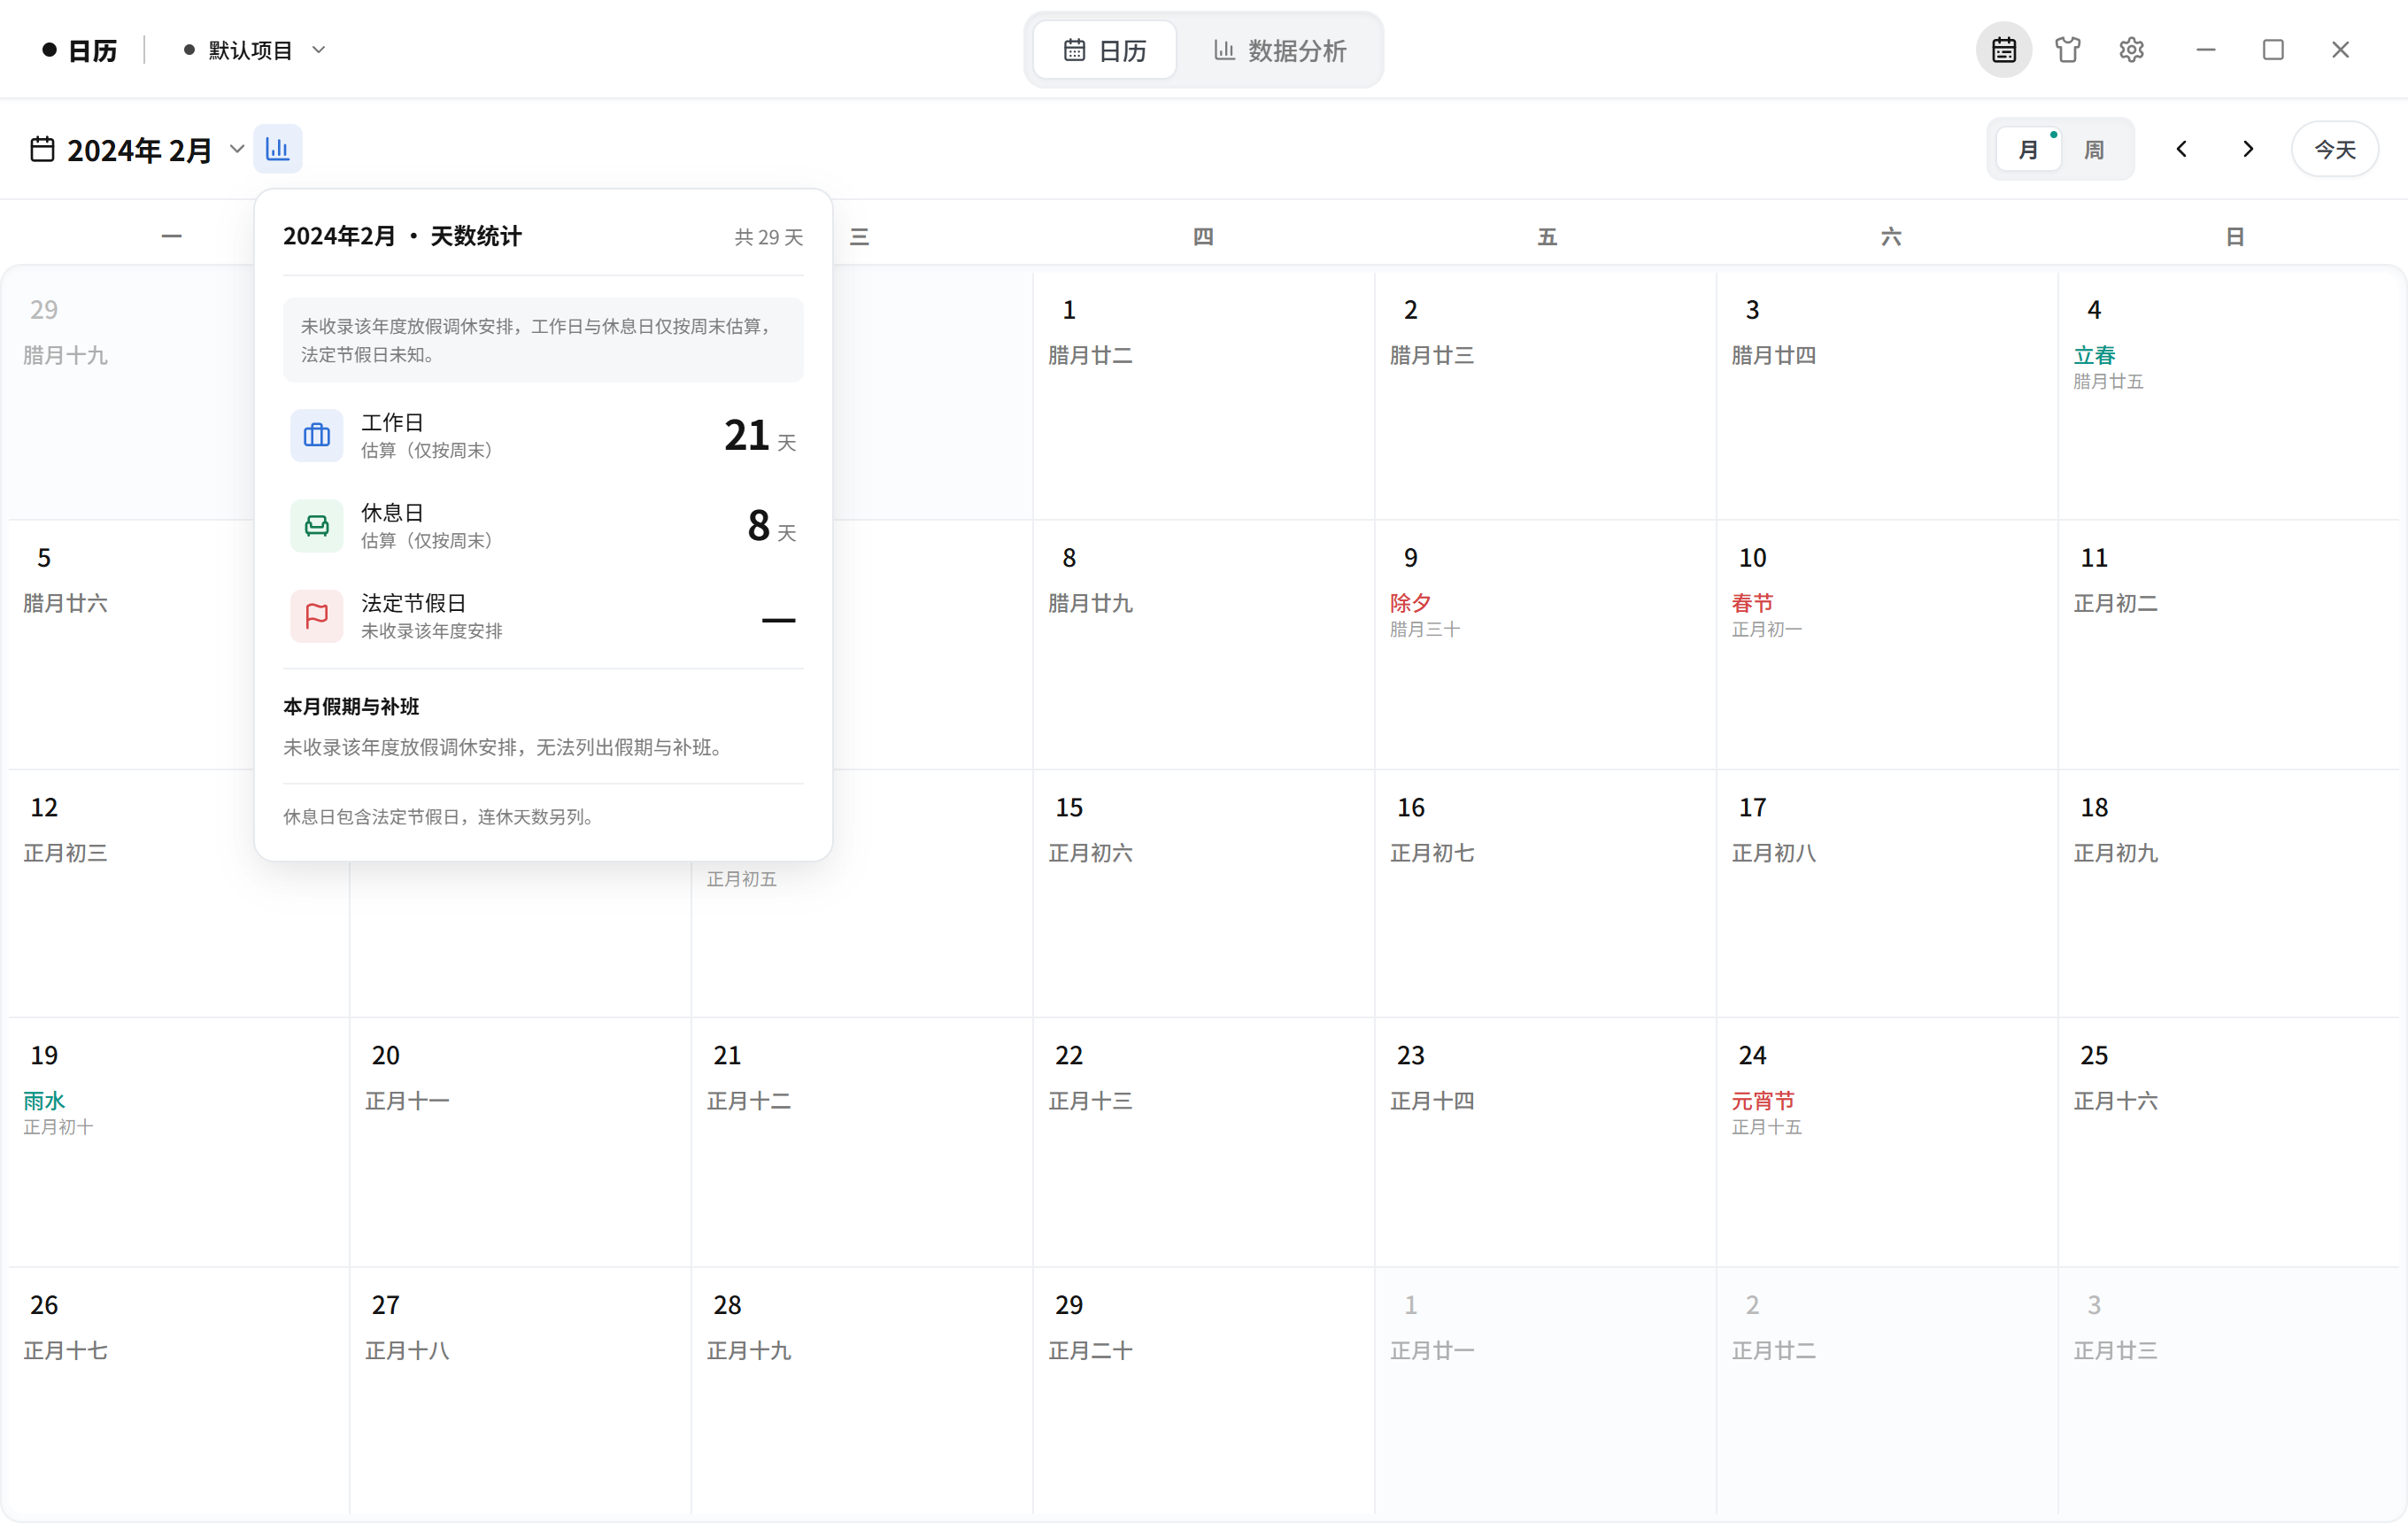 日历
默认项目
日历
数据分析
2024年 2月
月
周
今天
一
三
四
五
六
日
2024年2月 · 天数统计
共 29 天
未收录该年度放假调休安排，工作日与休息日仅按周末估算，
法定节假日未知。
工作日
估算（仅按周末）
21 天
休息日
估算（仅按周末）
8 天
法定节假日
未收录该年度安排
—
本月假期与补班
未收录该年度放假调休安排，无法列出假期与补班。
休息日包含法定节假日，连休天数另列。
29
腊月十九
1
腊月廿二
2
腊月廿三
3
腊月廿四
4
立春
腊月廿五
5
腊月廿六
8
腊月廿九
9
除夕
腊月三十
10
春节
正月初一
11
正月初二
12
正月初三
正月初五
15
正月初六
16
正月初七
17
正月初八
18
正月初九
19
雨水
正月初十
20
正月十一
21
正月十二
22
正月十三
23
正月十四
24
元宵节
正月十五
25
正月十六
26
正月十七
27
正月十八
28
正月十九
29
正月二十
1
正月廿一
2
正月廿二
3
正月廿三